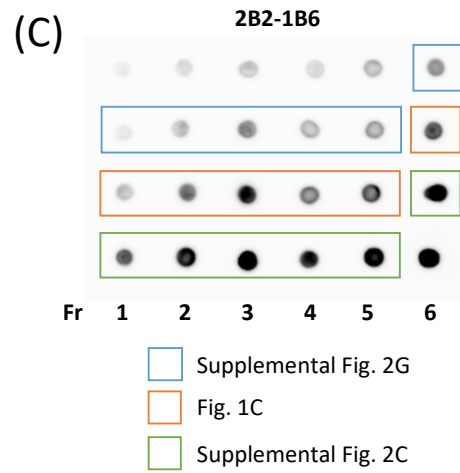 (C)
2B2-1B6
Fr 1 2 3 4 5 6
Supplemental Fig. 2G
Fig. 1C
Supplemental Fig. 2C